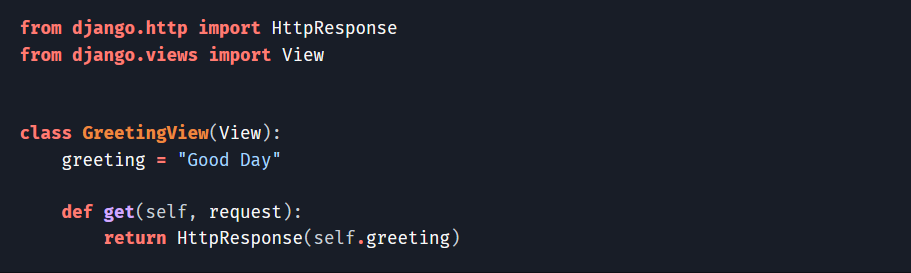 from django.http import HttpResponse
from django.views import View
class GreetingView(View):
    greeting = "Good Day"
    def get(self, request):
        return HttpResponse(self.greeting)